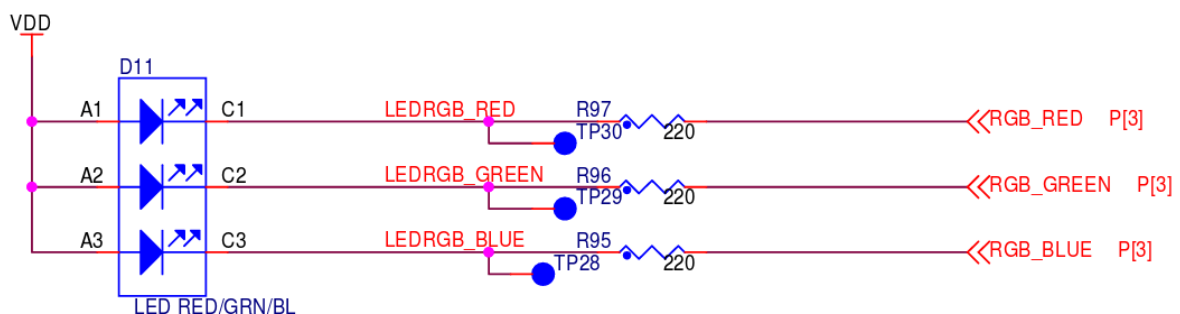 VDD
D11
A1 C1 LEDRGB_RED R97 220 RGB_RED P[3]
TP30
A2 C2 LEDRGB_GREEN R96 220 RGB_GREEN P[3]
TP29
A3 C3 LEDRGB_BLUE R95 220 RGB_BLUE P[3]
TP28
LED RED/GRN/BL